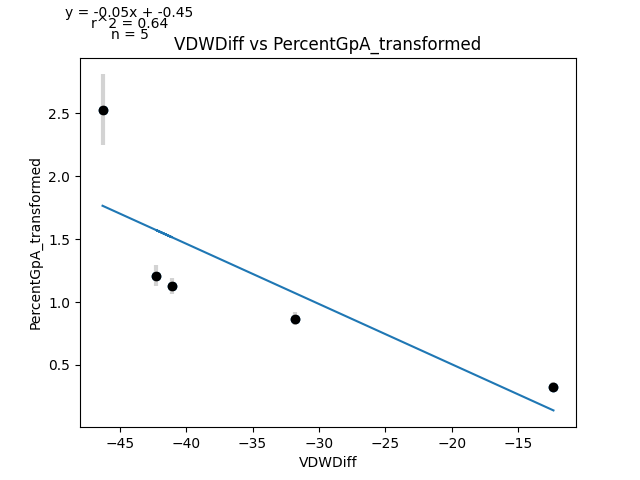 y = -0.05x + -0.45
r^2 = 0.64
n = 5
VDWDiff vs PercentGpA_transformed
PercentGpA_transformed
2.5
2.0
1.5
1.0
0.5
−45
−40
−35
−30
−25
−20
−15
VDWDiff